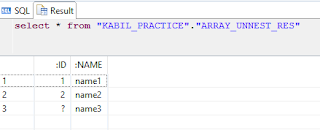 SQL Result
select * from "KABIL_PRACTICE"."ARRAY_UNNEST_RES"
:ID :NAME
1 1 name1
2 2 name2
3 ? name3